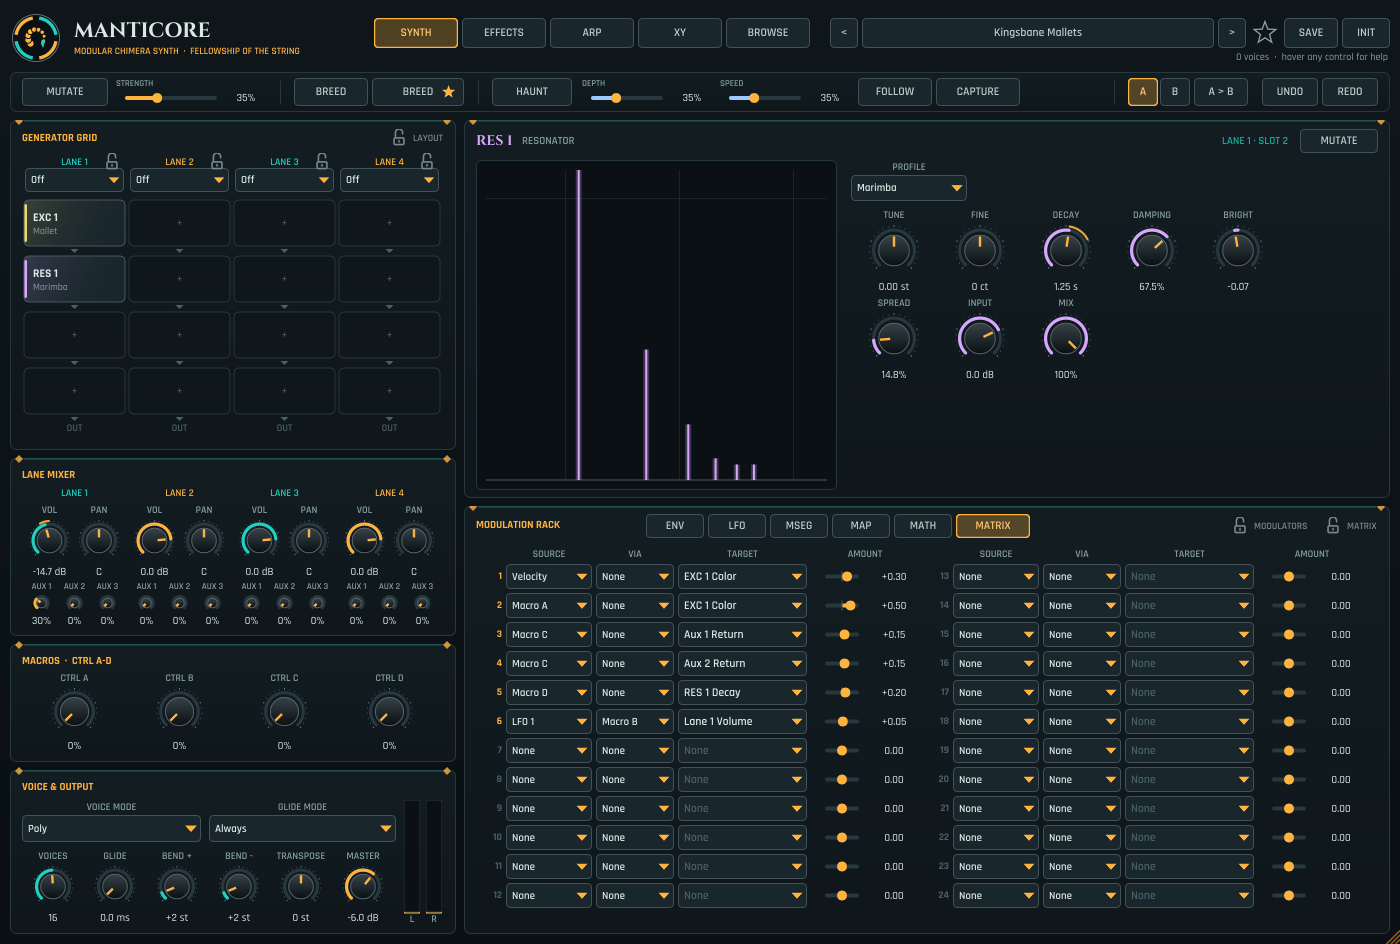 MANTICORE
MODULAR CHIMERA SYNTH · FELLOWSHIP OF THE STRING
SYNTH EFFECTS ARP XY BROWSE < Kingsbane Mallets > SAVE INIT
0 voices · hover any control for help
MUTATE STRENGTH 35% BREED BREED HAUNT DEPTH 35% SPEED 35% FOLLOW CAPTURE A B A > B UNDO REDO
GENERATOR GRID LAYOUT
LANE 1 LANE 2 LANE 3 LANE 4
Off Off Off Off
EXC 1 + + +
Mallet
RES 1 + + +
Marimba
+ + + +
+ + + +
OUT OUT OUT OUT
LANE MIXER
LANE 1 LANE 2 LANE 3 LANE 4
VOL PAN VOL PAN VOL PAN VOL PAN
-14.7 dB C 0.0 dB C 0.0 dB C 0.0 dB C
AUX 1 AUX 2 AUX 3 AUX 1 AUX 2 AUX 3 AUX 1 AUX 2 AUX 3 AUX 1 AUX 2 AUX 3
30% 0% 0% 0% 0% 0% 0% 0% 0% 0% 0% 0%
MACROS · CTRL A-D
CTRL A CTRL B CTRL C CTRL D
0% 0% 0% 0%
VOICE & OUTPUT
VOICE MODE GLIDE MODE
Poly Always
VOICES GLIDE BEND + BEND - TRANSPOSE MASTER
16 0.0 ms +2 st +2 st 0 st -6.0 dB L R
RES 1 RESONATOR LANE 1 · SLOT 2 MUTATE
PROFILE
Marimba
TUNE FINE DECAY DAMPING BRIGHT
0.00 st 0 ct 1.25 s 67.5% -0.07
SPREAD INPUT MIX
14.8% 0.0 dB 100%
MODULATION RACK ENV LFO MSEG MAP MATH MATRIX MODULATORS MATRIX
SOURCE VIA TARGET AMOUNT SOURCE VIA TARGET AMOUNT
1 Velocity None EXC 1 Color +0.30 13 None None None 0.00
2 Macro A None EXC 1 Color +0.50 14 None None None 0.00
3 Macro C None Aux 1 Return +0.15 15 None None None 0.00
4 Macro C None Aux 2 Return +0.15 16 None None None 0.00
5 Macro D None RES 1 Decay +0.20 17 None None None 0.00
6 LFO 1 Macro B Lane 1 Volume +0.05 18 None None None 0.00
7 None None None 0.00 19 None None None 0.00
8 None None None 0.00 20 None None None 0.00
9 None None None 0.00 21 None None None 0.00
10 None None None 0.00 22 None None None 0.00
11 None None None 0.00 23 None None None 0.00
12 None None None 0.00 24 None None None 0.00